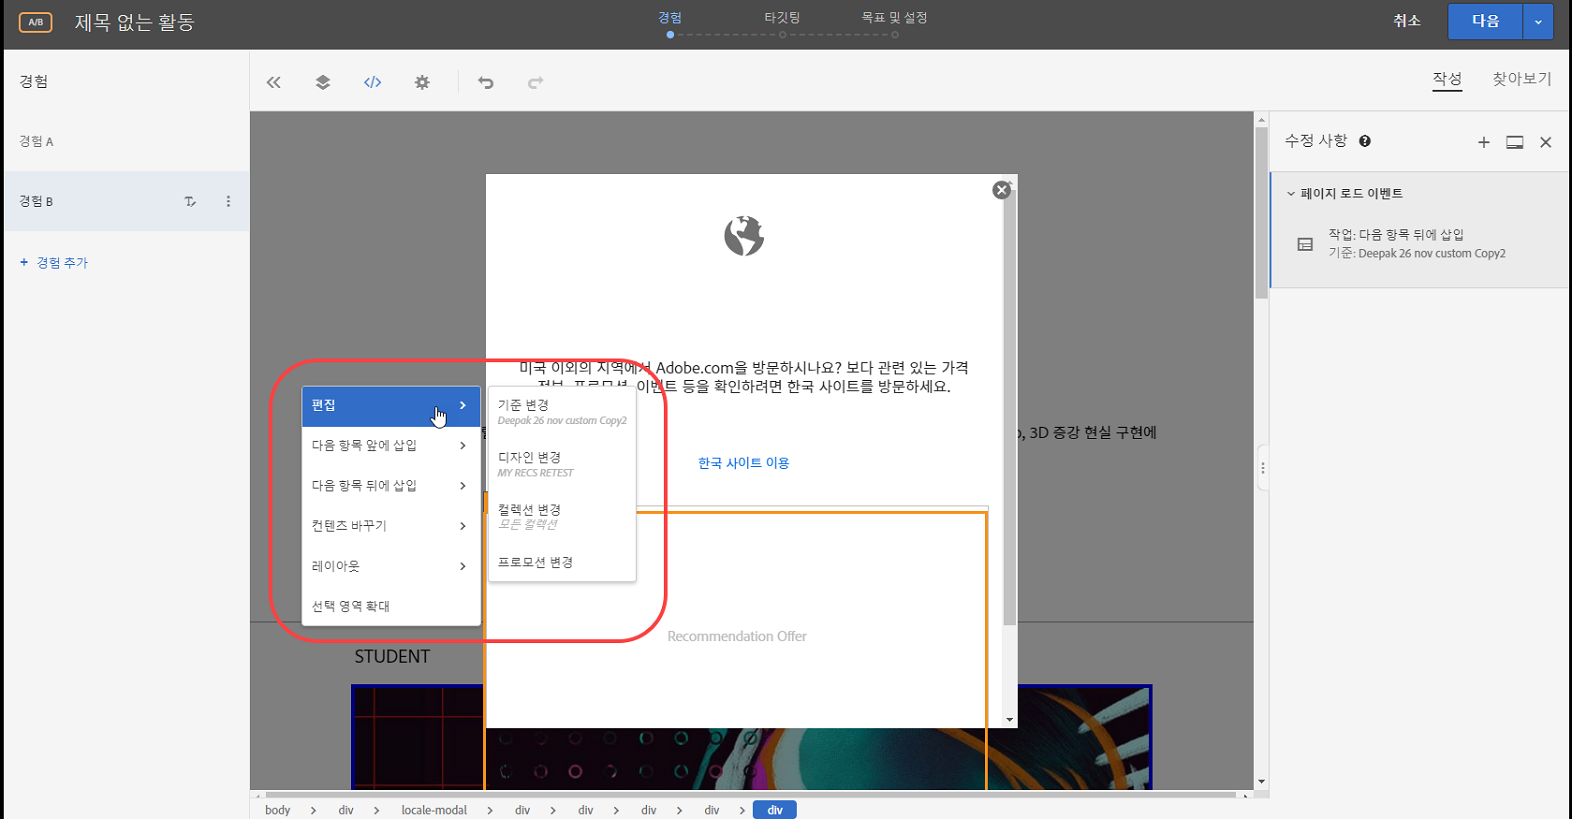 A/B
제목 없는 활동
경험
타깃팅
목표 및 설정
취소
다음
경험
</>
작성
찾아보기
경험 A
경험 B
+ 경험 추가
수정 사항
페이지 로드 이벤트
작업: 다음 항목 뒤에 삽입
기준: Deepak 26 nov custom Copy2
미국 이외의 지역에서 Adobe.com을 방문하시나요? 보다 관련 있는 가격
정보, 프로모션, 이벤트 등을 확인하려면 한국 사이트를 방문하세요.
, 3D 증강 현실 구현에
한국 사이트 이용
편집
다음 항목 앞에 삽입
다음 항목 뒤에 삽입
컨텐츠 바꾸기
레이아웃
선택 영역 확대
기준 변경
Deepak 26 nov custom Copy2
디자인 변경
MY RECS RETEST
컬렉션 변경
모든 컬렉션
프로모션 변경
Recommendation Offer
STUDENT
body > div > locale-modal > div > div > div > div > div